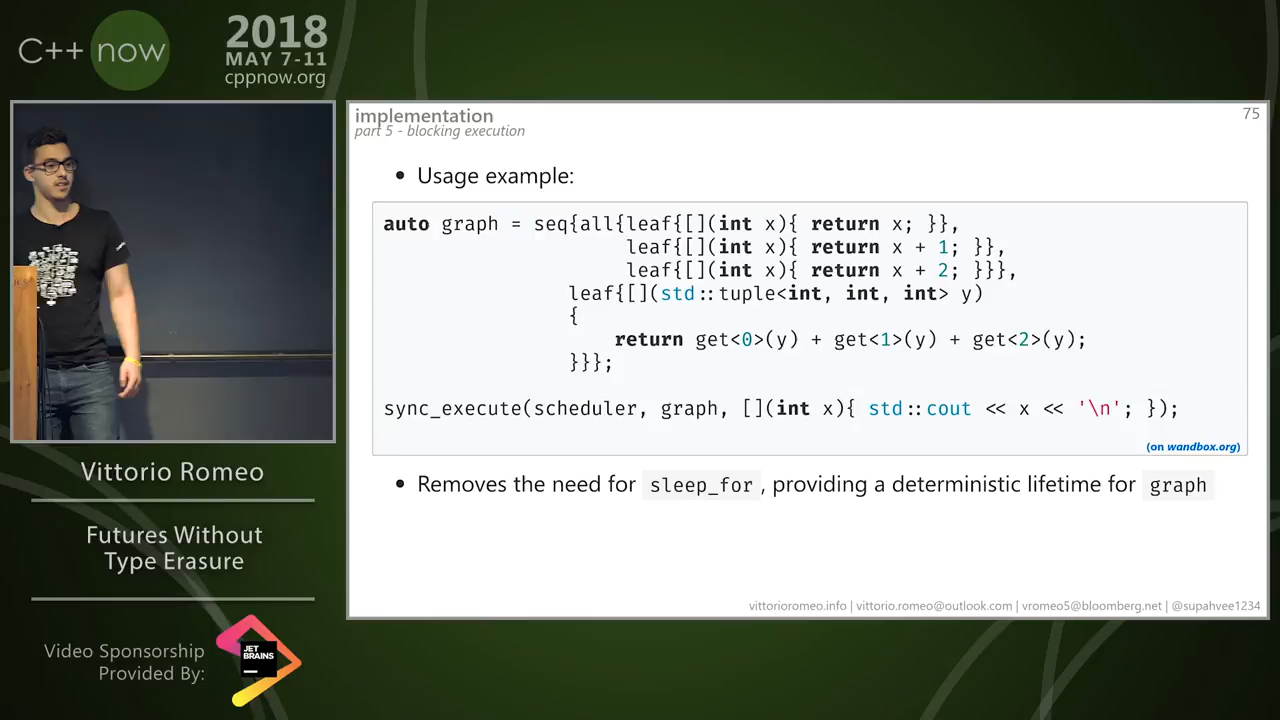 C++ now
2018
MAY 7-11
cppnow.org
implementation
part 5 - blocking execution
75
• Usage example:
auto graph = seq{all{leaf{[](int x){ return x; }},
leaf{[](int x){ return x + 1; }},
leaf{[](int x){ return x + 2; }}},
leaf{[](std::tuple<int, int, int> y)
{
return get<0>(y) + get<1>(y) + get<2>(y);
}}};
sync_execute(scheduler, graph, [](int x){ std::cout << x << '\n'; });
(on wandbox.org)
• Removes the need for sleep_for, providing a deterministic lifetime for graph
vittorioromeo.info | vittorio.romeo@outlook.com | vromeo5@bloomberg.net | @supahvee1234
Vittorio Romeo
Futures Without
Type Erasure
Video Sponsorship
Provided By:
JET
BRAINS